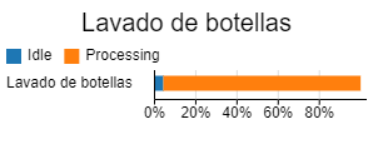 Lavado de botellas
Idle Processing
Lavado de botellas
0% 20% 40% 60% 80%